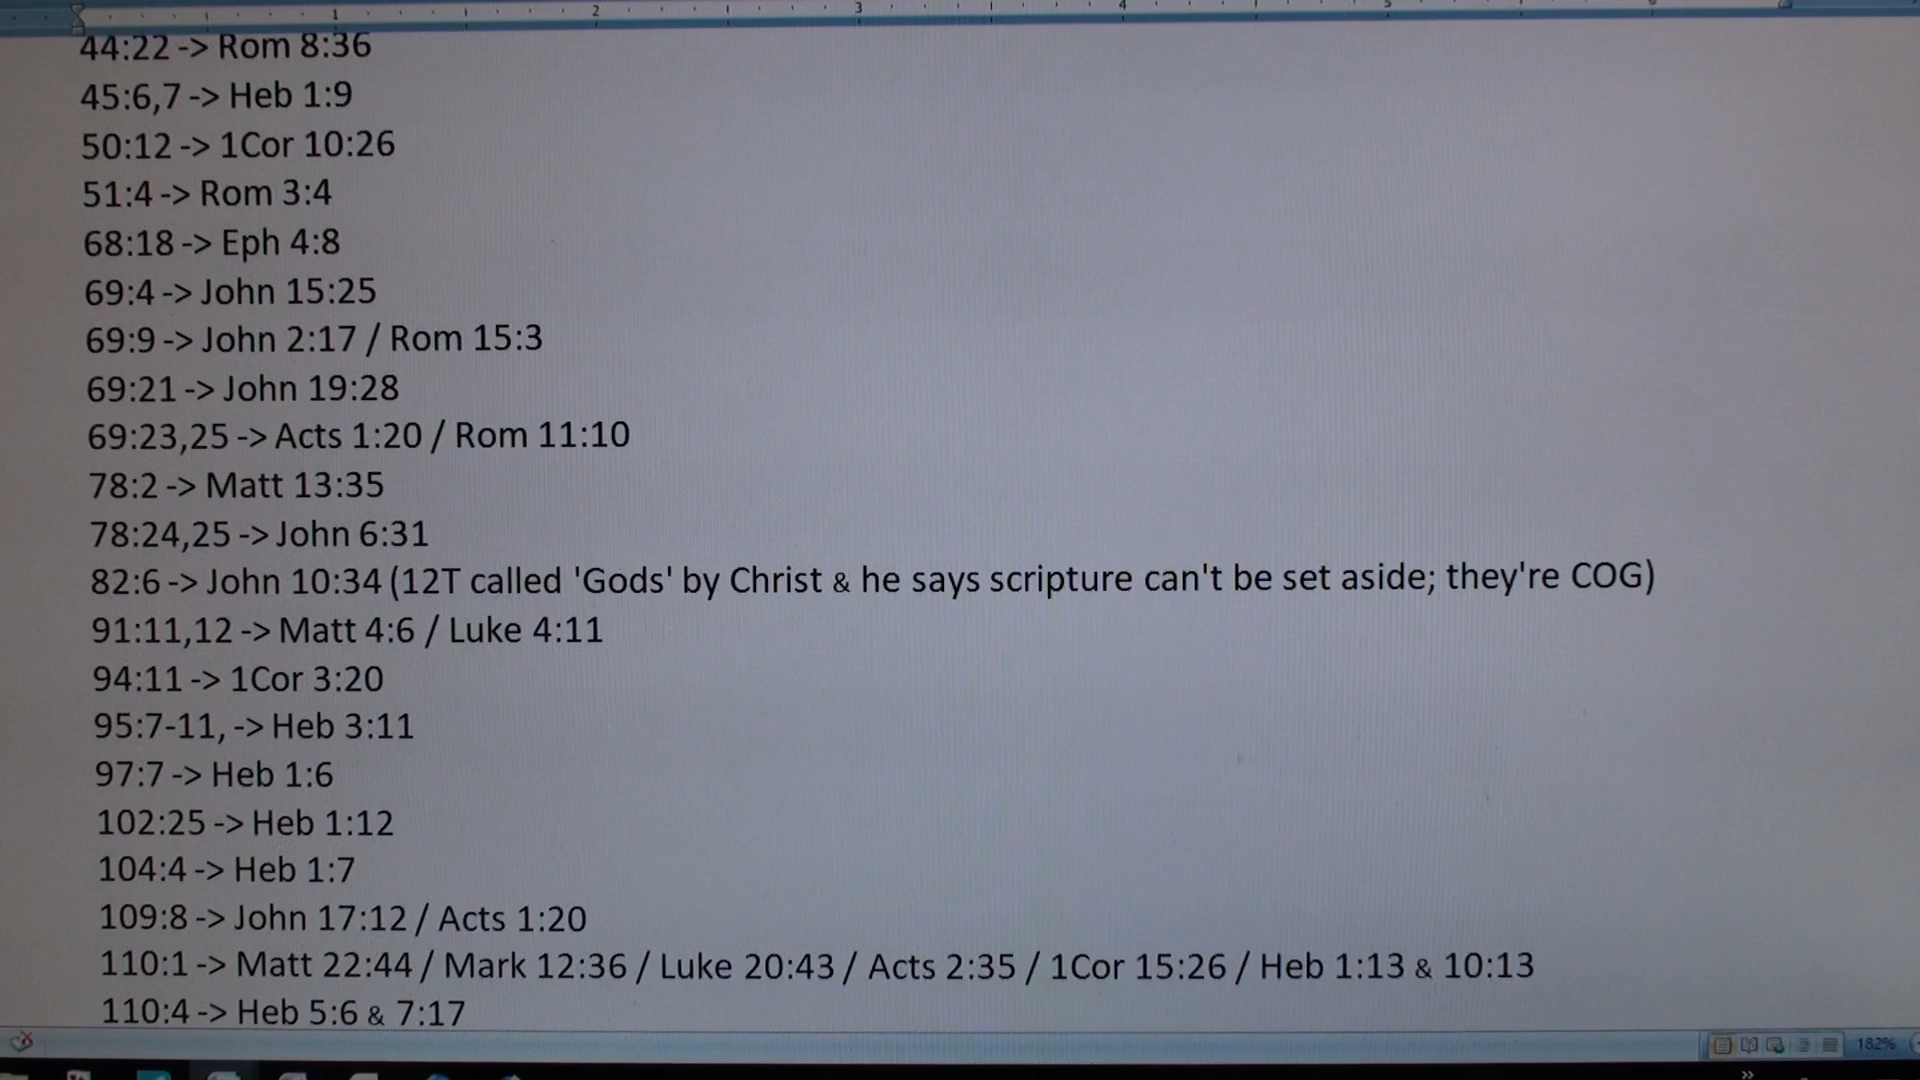 1 2 3 4 5
44:22 -> Rom 8:36
45:6,7 -> Heb 1:9
50:12 -> 1Cor 10:26
51:4 -> Rom 3:4
68:18 -> Eph 4:8
69:4 -> John 15:25
69:9 -> John 2:17 / Rom 15:3
69:21 -> John 19:28
69:23,25 -> Acts 1:20 / Rom 11:10
78:2 -> Matt 13:35
78:24,25 -> John 6:31
82:6 -> John 10:34 (12T called 'Gods' by Christ & he says scripture can't be set aside; they're COG)
91:11,12 -> Matt 4:6 / Luke 4:11
94:11 -> 1Cor 3:20
95:7-11, -> Heb 3:11
97:7 -> Heb 1:6
102:25 -> Heb 1:12
104:4 -> Heb 1:7
109:8 -> John 17:12 / Acts 1:20
110:1 -> Matt 22:44 / Mark 12:36 / Luke 20:43 / Acts 2:35 / 1Cor 15:26 / Heb 1:13 & 10:13
110:4 -> Heb 5:6 & 7:17
182%